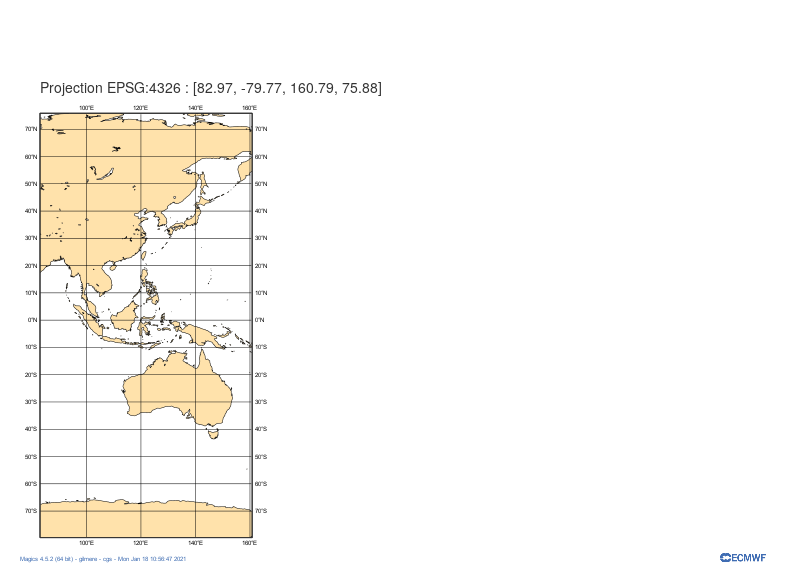 Projection EPSG:4326 : [82.97, -79.77, 160.79, 75.88]
100°E 120°E 140°E 160°E
70°N 70°N
60°N 60°N
50°N 50°N
40°N 40°N
30°N 30°N
20°N 20°N
10°N 10°N
0°N 0°N
10°S 10°S
20°S 20°S
30°S 30°S
40°S 40°S
50°S 50°S
60°S 60°S
70°S 70°S
100°E 120°E 140°E 160°E
Magics 4.5.2 (64 bit) - gilmere - cgs - Mon Jan 18 10:56:47 2021
ECMWF